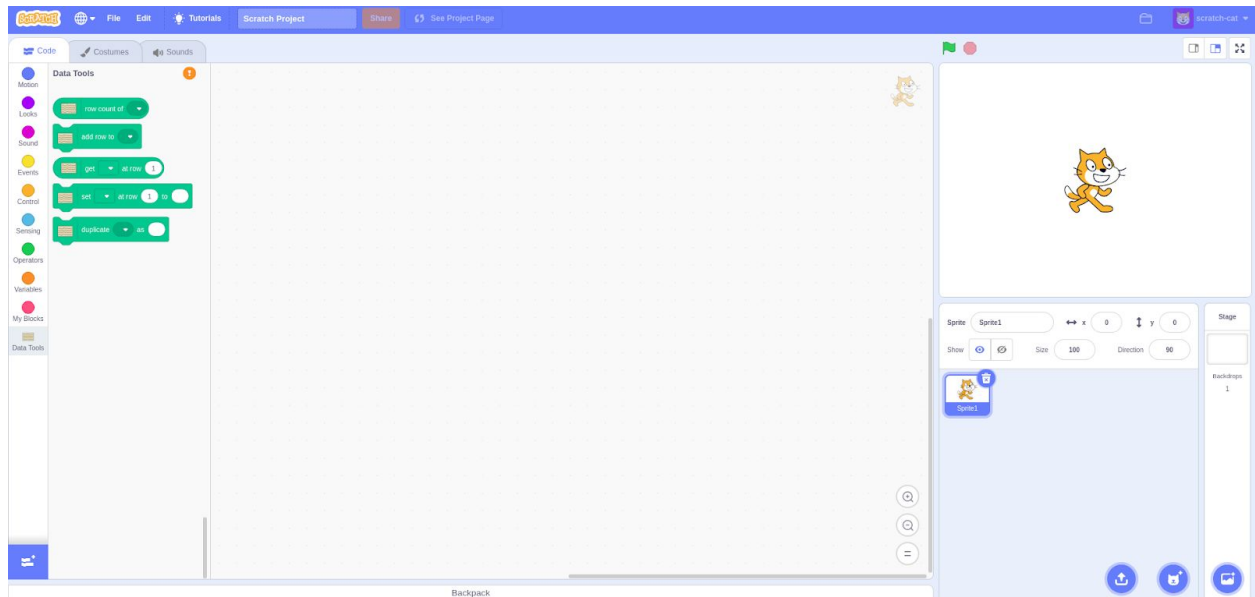 SCRATCH File Edit Tutorials Scratch Project Share See Project Page scratch-cat
Code Costumes Sounds
Motion
Looks
Sound
Events
Control
Sensing
Operators
Variables
My Blocks
Data Tools
Data Tools !
row count of
add row to
get at row 1
set at row 1 to
duplicate as
Sprite Sprite1 x 0 y 0
Show Size 100 Direction 90
Sprite1
Stage
Backdrops
1
Backpack